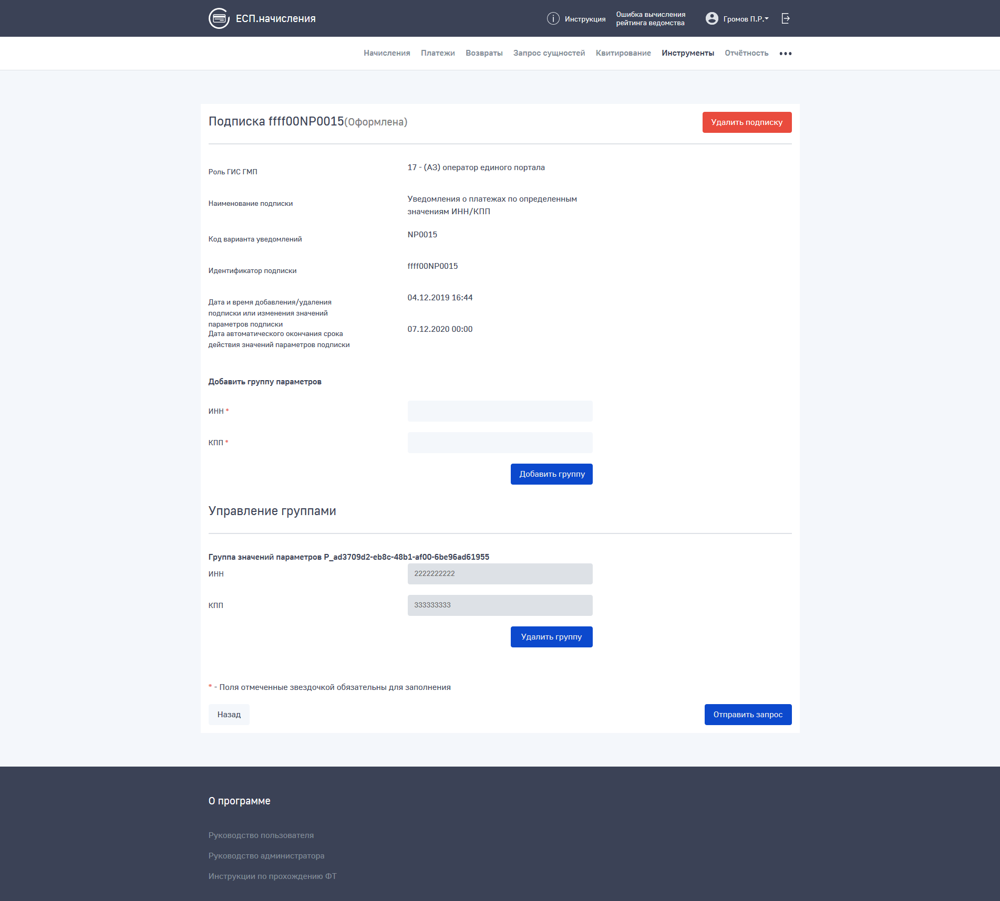 ЕСП.начисления
Инструкция
Ошибка вычисления
рейтинга ведомства
Громов П.Р.
Начисления Платежи Возвраты Запрос сущностей Квитирование Инструменты Отчётность
Подписка ffff00NP0015(Оформлена)
Удалить подписку
Роль ГИС ГМП
17 - (АЗ) оператор единого портала
Наименование подписки
Уведомления о платежах по определенным
значениям ИНН/КПП
Код варианта уведомлений
NP0015
Идентификатор подписки
ffff00NP0015
Дата и время добавления/удаления
подписки или изменения значений
параметров подписки
04.12.2019 16:44
Дата автоматического окончания срока
действия значений параметров подписки
07.12.2020 00:00
Добавить группу параметров
ИНН *
КПП *
Добавить группу
Управление группами
Группа значений параметров P_ad3709d2-eb8c-48b1-af00-6be96ad61955
ИНН
2222222222
КПП
333333333
Удалить группу
* - Поля отмеченные звездочкой обязательны для заполнения
Назад
Отправить запрос
О программе
Руководство пользователя
Руководство администратора
Инструкции по прохождению ФТ